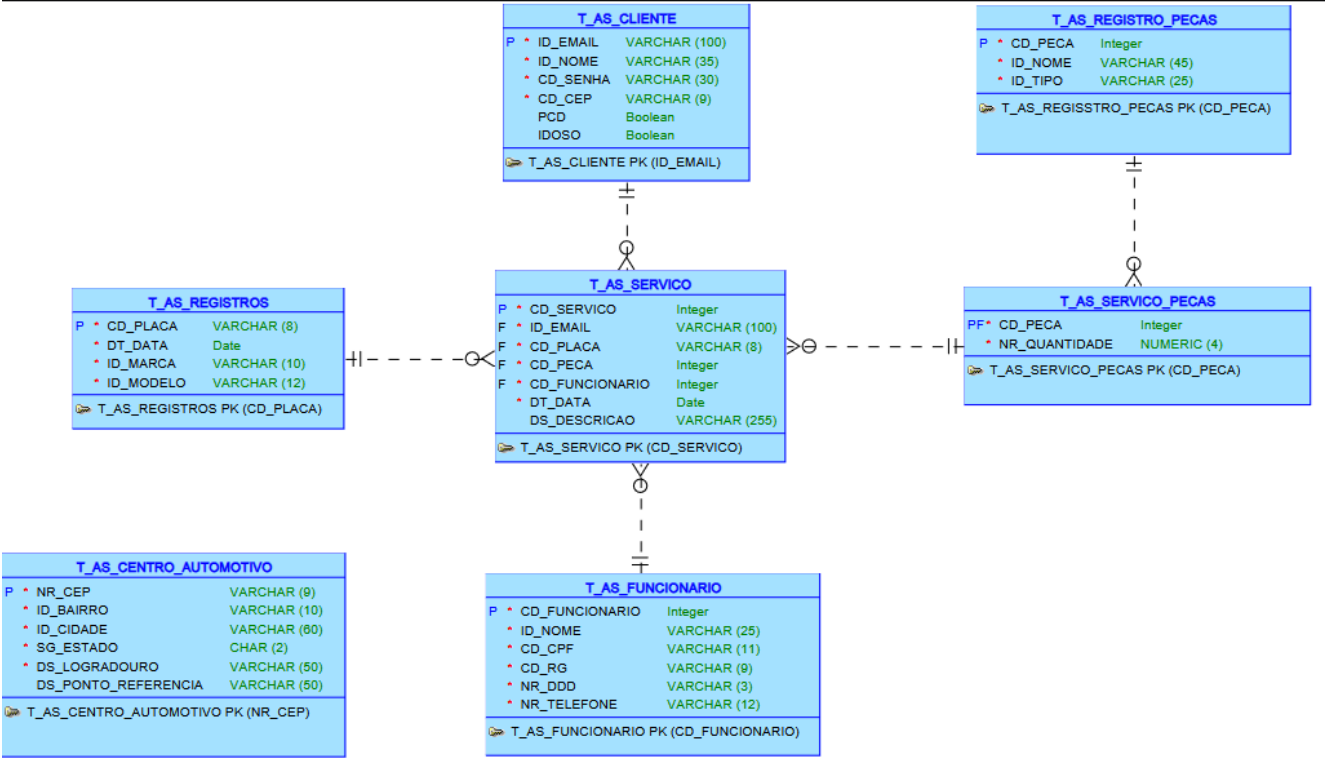 T_AS_CLIENTE
P * ID_EMAIL VARCHAR (100)
* ID_NOME VARCHAR (35)
* CD_SENHA VARCHAR (30)
* CD_CEP VARCHAR (9)
PCD Boolean
IDOSO Boolean
T_AS_CLIENTE PK (ID_EMAIL)
T_AS_REGISTRO_PECAS
P * CD_PECA Integer
* ID_NOME VARCHAR (45)
* ID_TIPO VARCHAR (25)
T_AS_REGISSTRO_PECAS PK (CD_PECA)
T_AS_REGISTROS
P * CD_PLACA VARCHAR (8)
* DT_DATA Date
* ID_MARCA VARCHAR (10)
* ID_MODELO VARCHAR (12)
T_AS_REGISTROS PK (CD_PLACA)
T_AS_SERVICO
P * CD_SERVICO Integer
F * ID_EMAIL VARCHAR (100)
F * CD_PLACA VARCHAR (8)
F * CD_PECA Integer
F * CD_FUNCIONARIO Integer
* DT_DATA Date
DS_DESCRICAO VARCHAR (255)
T_AS_SERVICO PK (CD_SERVICO)
T_AS_SERVICO_PECAS
PF* CD_PECA Integer
* NR_QUANTIDADE NUMERIC (4)
T_AS_SERVICO_PECAS PK (CD_PECA)
T_AS_CENTRO_AUTOMOTIVO
P * NR_CEP VARCHAR (9)
* ID_BAIRRO VARCHAR (10)
* ID_CIDADE VARCHAR (60)
* SG_ESTADO CHAR (2)
* DS_LOGRADOURO VARCHAR (50)
DS_PONTO_REFERENCIA VARCHAR (50)
T_AS_CENTRO_AUTOMOTIVO PK (NR_CEP)
T_AS_FUNCIONARIO
P * CD_FUNCIONARIO Integer
* ID_NOME VARCHAR (25)
* CD_CPF VARCHAR (11)
* CD_RG VARCHAR (9)
* NR_DDD VARCHAR (3)
* NR_TELEFONE VARCHAR (12)
T_AS_FUNCIONARIO PK (CD_FUNCIONARIO)